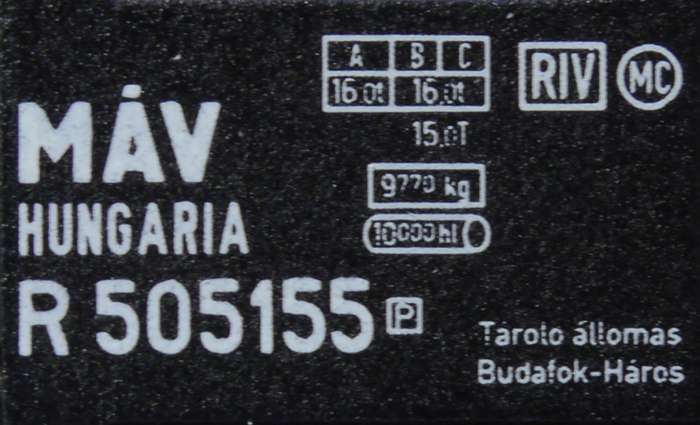 A B C
16.0t 16.0t
RIV MC
15.0T
MÁV
HUNGARIA
9770 kg
10000 hl
R 505155 P
Tároló állomás
Budafok-Háros